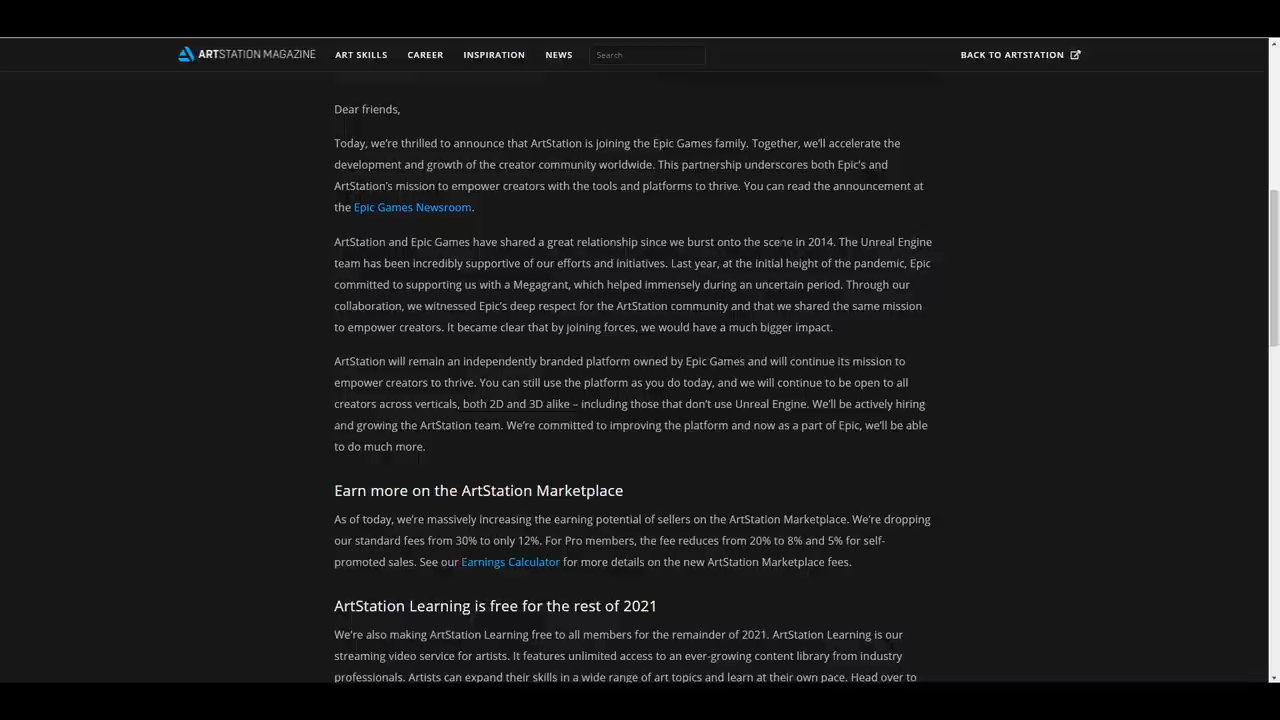 ARTSTATION MAGAZINE ART SKILLS CAREER INSPIRATION NEWS Search BACK TO ARTSTATION
Dear friends,
Today, we’re thrilled to announce that ArtStation is joining the Epic Games family. Together, we’ll accelerate the
development and growth of the creator community worldwide. This partnership underscores both Epic’s and
ArtStation’s mission to empower creators with the tools and platforms to thrive. You can read the announcement at
the Epic Games Newsroom.
ArtStation and Epic Games have shared a great relationship since we burst onto the scene in 2014. The Unreal Engine
team has been incredibly supportive of our efforts and initiatives. Last year, at the initial height of the pandemic, Epic
committed to supporting us with a Megagrant, which helped immensely during an uncertain period. Through our
collaboration, we witnessed Epic’s deep respect for the ArtStation community and that we shared the same mission
to empower creators. It became clear that by joining forces, we would have a much bigger impact.
ArtStation will remain an independently branded platform owned by Epic Games and will continue its mission to
empower creators to thrive. You can still use the platform as you do today, and we will continue to be open to all
creators across verticals, both 2D and 3D alike – including those that don’t use Unreal Engine. We’ll be actively hiring
and growing the ArtStation team. We’re committed to improving the platform and now as a part of Epic, we’ll be able
to do much more.
Earn more on the ArtStation Marketplace
As of today, we’re massively increasing the earning potential of sellers on the ArtStation Marketplace. We’re dropping
our standard fees from 30% to only 12%. For Pro members, the fee reduces from 20% to 8% and 5% for self-
promoted sales. See our Earnings Calculator for more details on the new ArtStation Marketplace fees.
ArtStation Learning is free for the rest of 2021
We’re also making ArtStation Learning free to all members for the remainder of 2021. ArtStation Learning is our
streaming video service for artists. It features unlimited access to an ever-growing content library from industry
professionals. Artists can expand their skills in a wide range of art topics and learn at their own pace. Head over to